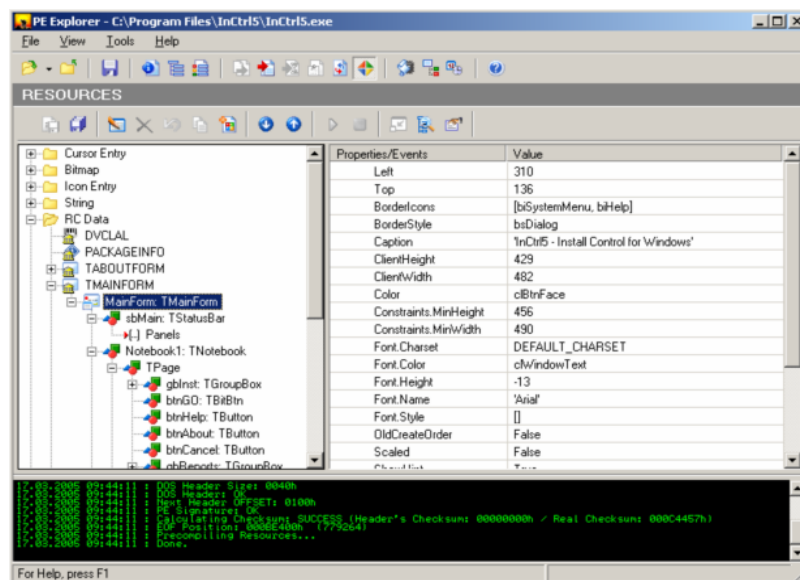 PE Explorer - C:\Program Files\InCtrl5\InCtrl5.exe
File View Tools Help
RESOURCES
Cursor Entry
Bitmap
Icon Entry
String
RC Data
DVCLAL
PACKAGEINFO
TABOUTFORM
TMAINFORM
MainForm: TMainForm
sbMain: TStatusBar
[..] Panels
Notebook1: TNotebook
TPage
gbInst: TGroupBox
btnGO: TBitBtn
btnHelp: TButton
btnAbout: TButton
btnCancel: TButton
gbReports: TGroupBox
Properties/Events Value
Left 310
Top 136
BorderIcons [biSystemMenu, biHelp]
BorderStyle bsDialog
Caption 'InCtrl5 - Install Control for Windows'
ClientHeight 429
ClientWidth 482
Color clBtnFace
Constraints.MinHeight 456
Constraints.MinWidth 490
Font.Charset DEFAULT_CHARSET
Font.Color clWindowText
Font.Height -13
Font.Name 'Arial'
Font.Style []
OldCreateOrder False
Scaled False
ShowHint True
17.03.2005 09:44:11 : DOS Header Size: 0040h
17.03.2005 09:44:11 : DOS Header: OK
17.03.2005 09:44:11 : Next Header OFFSET: 0100h
17.03.2005 09:44:11 : PE Signature: OK
17.03.2005 09:44:11 : Calculating Checksum: SUCCESS (Header's Checksum: 00000000h / Real Checksum: 000C4457h)
17.03.2005 09:44:11 : EOF Position: 000BE400h (779264)
17.03.2005 09:44:11 : Precompiling Resources...
17.03.2005 09:44:11 : Done.
For Help, press F1